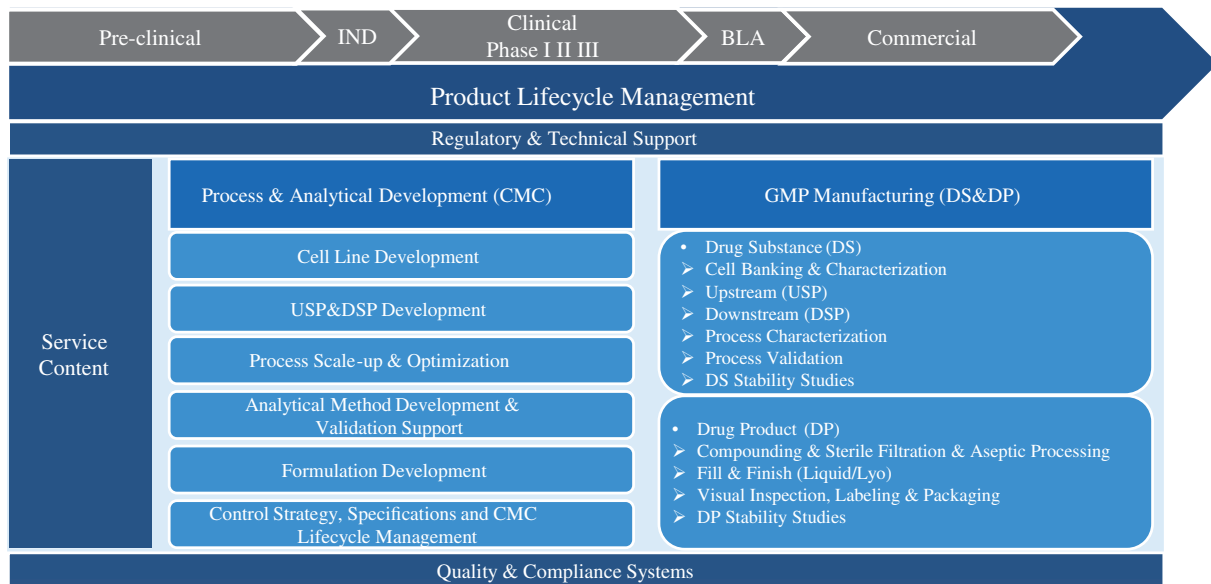 Pre-clinical
IND
Clinical
Phase I II III
BLA
Commercial
Product Lifecycle Management
Regulatory & Technical Support
Service
Content
Process & Analytical Development (CMC)
Cell Line Development
USP&DSP Development
Process Scale-up & Optimization
Analytical Method Development &
Validation Support
Formulation Development
Control Strategy, Specifications and CMC
Lifecycle Management
GMP Manufacturing (DS&DP)
• Drug Substance (DS)
➢ Cell Banking & Characterization
➢ Upstream (USP)
➢ Downstream (DSP)
➢ Process Characterization
➢ Process Validation
➢ DS Stability Studies
• Drug Product (DP)
➢ Compounding & Sterile Filtration & Aseptic Processing
➢ Fill & Finish (Liquid/Lyo)
➢ Visual Inspection, Labeling & Packaging
➢ DP Stability Studies
Quality & Compliance Systems